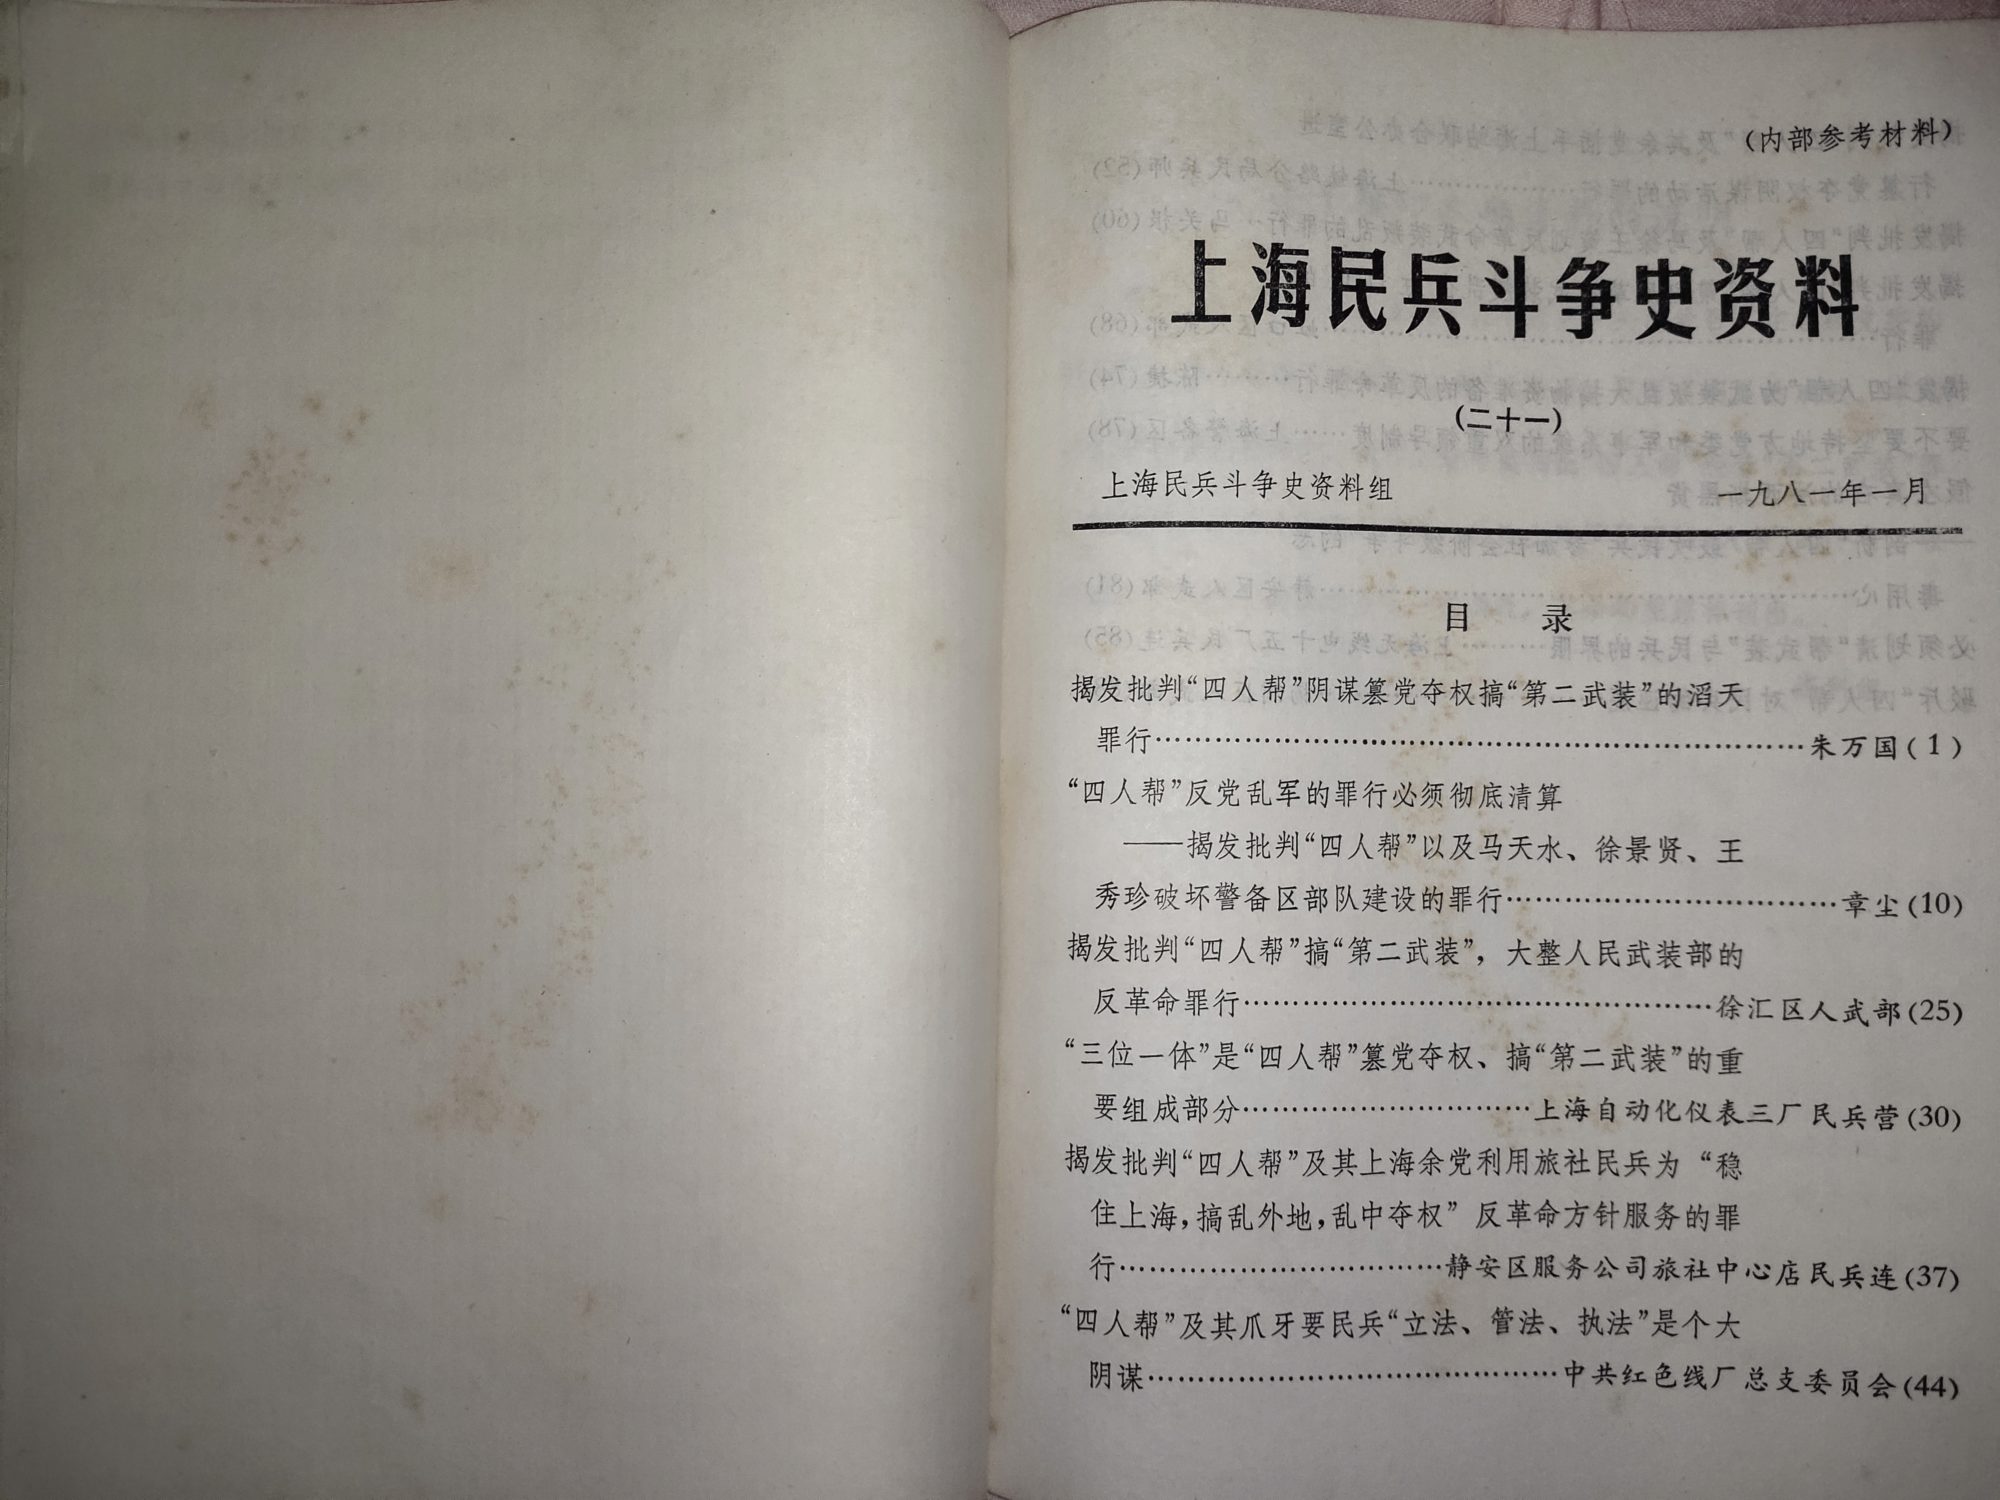 (内部参考材料)
上海民兵斗争史资料
(二十一)
上海民兵斗争史资料组 一九八一年一月
目 录
揭发批判“四人帮”阴谋篡党夺权搞“第二武装”的滔天
罪行……………………………………………………………朱万国(1)
“四人帮”反党乱军的罪行必须彻底清算
——揭发批判“四人帮”以及马天水、徐景贤、王
秀珍破坏警备区部队建设的罪行……………………………章尘(10)
揭发批判“四人帮”搞“第二武装”，大整人民武装部的
反革命罪行…………………………………………徐汇区人武部(25)
“三位一体”是“四人帮”篡党夺权、搞“第二武装”的重
要组成部分…………………………上海自动化仪表三厂民兵营(30)
揭发批判“四人帮”及其上海余党利用旅社民兵为“稳
住上海，搞乱外地，乱中夺权”反革命方针服务的罪
行……………………………静安区服务公司旅社中心店民兵连(37)
“四人帮”及其爪牙要民兵“立法、管法、执法”是个大
阴谋……………………………………中共红色线厂总支委员会(44)